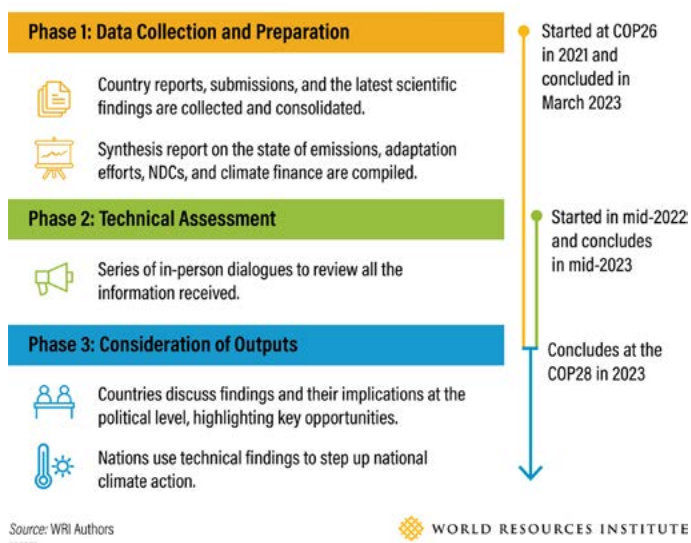 Phase 1: Data Collection and Preparation
Country reports, submissions, and the latest scientific
findings are collected and consolidated.
Synthesis report on the state of emissions, adaptation
efforts, NDCs, and climate finance are compiled.
Started at COP26
in 2021 and
concluded in
March 2023
Phase 2: Technical Assessment
Series of in-person dialogues to review all the
information received.
Started in mid-2022
and concludes
in mid-2023
Phase 3: Consideration of Outputs
Countries discuss findings and their implications at the
political level, highlighting key opportunities.
Nations use technical findings to step up national
climate action.
Concludes at the
COP28 in 2023
Source: WRI Authors
WORLD RESOURCES INSTITUTE